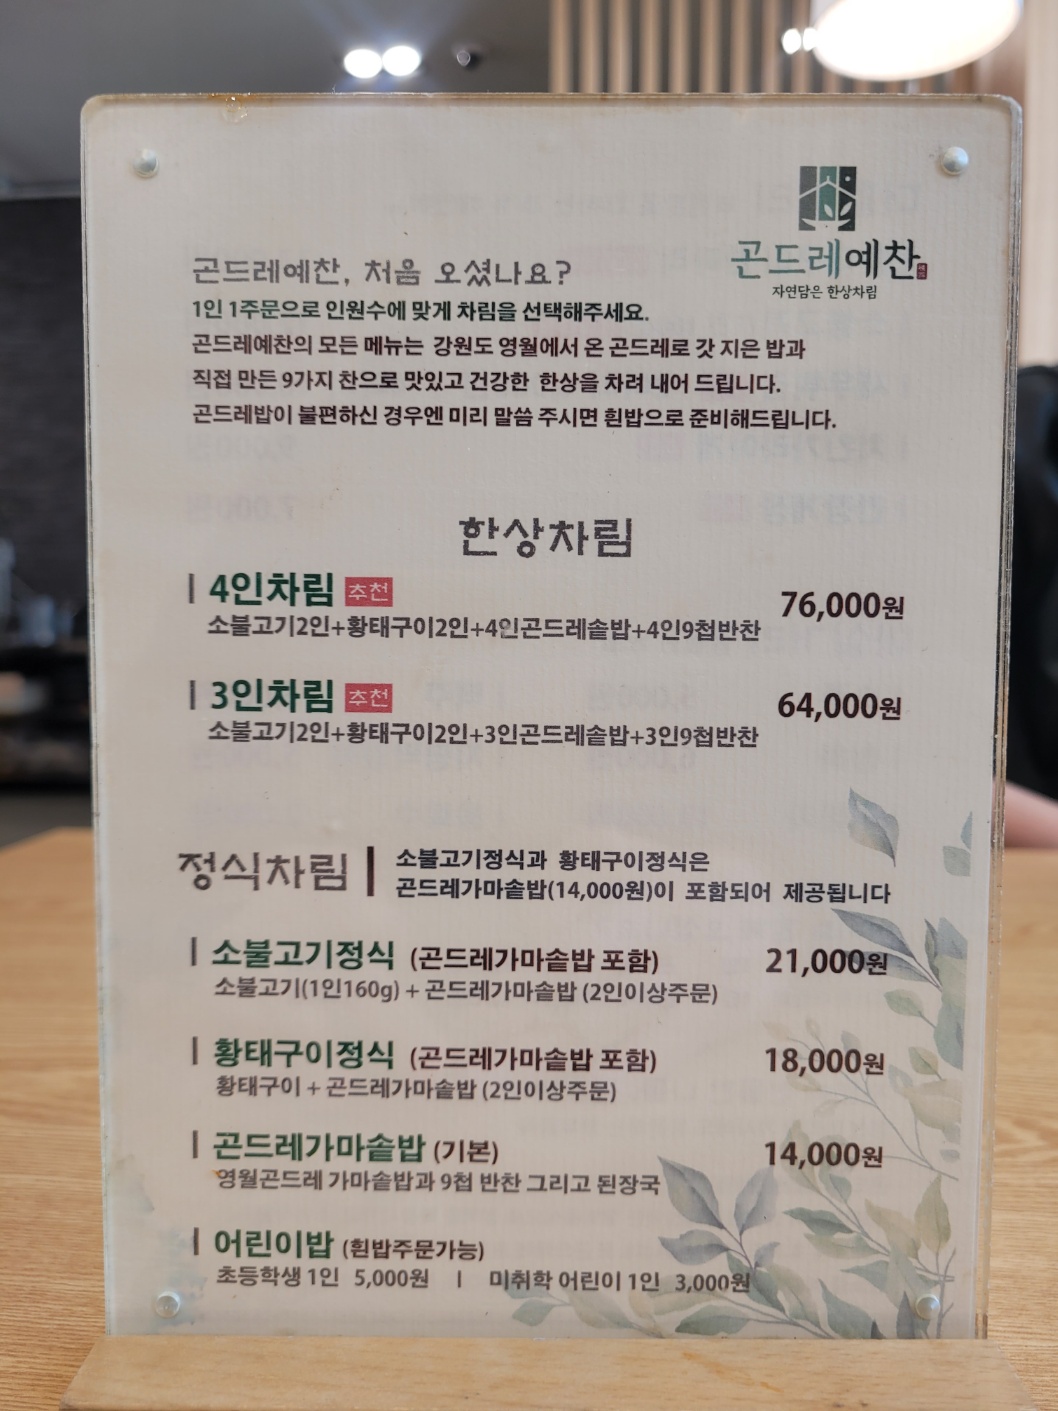 곤드레예찬
자연담은 한상차림
곤드레예찬, 처음 오셨나요?
1인 1주문으로 인원수에 맞게 차림을 선택해주세요.
곤드레예찬의 모든 메뉴는 강원도 영월에서 온 곤드레로 갓 지은 밥과
직접 만든 9가지 찬으로 맛있고 건강한 한상을 차려 내어 드립니다.
곤드레밥이 불편하신 경우엔 미리 말씀 주시면 흰밥으로 준비해드립니다.
한상차림
4인차림 추천 76,000원
소불고기2인+황태구이2인+4인곤드레솥밥+4인9첩반찬
3인차림 추천 64,000원
소불고기2인+황태구이2인+3인곤드레솥밥+3인9첩반찬
정식차림 | 소불고기정식과 황태구이정식은
곤드레가마솥밥(14,000원)이 포함되어 제공됩니다
소불고기정식 (곤드레가마솥밥 포함) 21,000원
소불고기(1인160g) + 곤드레가마솥밥 (2인이상주문)
황태구이정식 (곤드레가마솥밥 포함) 18,000원
황태구이 + 곤드레가마솥밥 (2인이상주문)
곤드레가마솥밥 (기본) 14,000원
영월곤드레 가마솥밥과 9첩 반찬 그리고 된장국
어린이밥 (흰밥주문가능)
초등학생 1인 5,000원 | 미취학 어린이 1인 3,000원